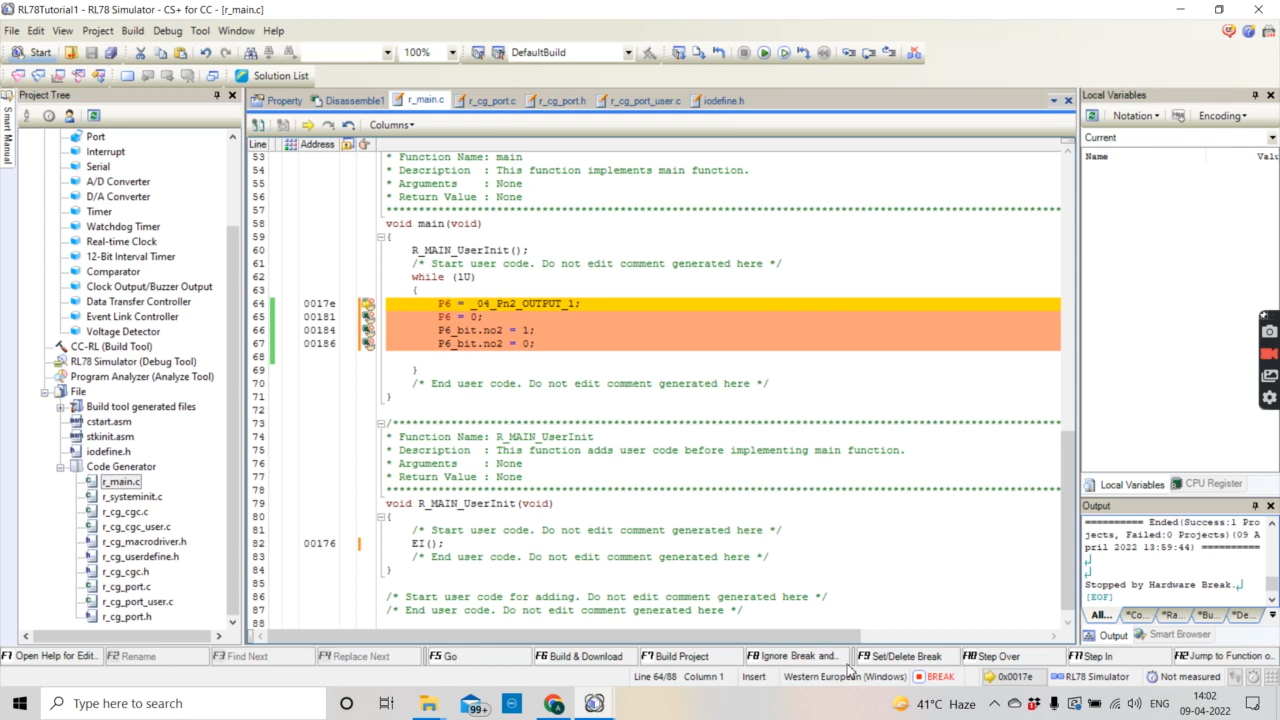 RL78Tutorial1 - RL78 Simulator - CS+ for CC - [r_main.c]
File Edit View Project Build Debug Tool Window Help
Start 100% DefaultBuild
Solution List
Smart Manual
Project Tree
Port
Interrupt
Serial
A/D Converter
D/A Converter
Timer
Watchdog Timer
Real-time Clock
12-Bit Interval Timer
Comparator
Clock Output/Buzzer Output
Data Transfer Controller
Event Link Controller
Voltage Detector
CC-RL (Build Tool)
RL78 Simulator (Debug Tool)
Program Analyzer (Analyze Tool)
File
Build tool generated files
cstart.asm
stkinit.asm
iodefine.h
Code Generator
r_main.c
r_systeminit.c
r_cg_cgc.c
r_cg_cgc_user.c
r_cg_macrodriver.h
r_cg_userdefine.h
r_cg_cgc.h
r_cg_port.c
r_cg_port_user.c
r_cg_port.h
Property Disassemble1 r_main.c r_cg_port.c r_cg_port.h r_cg_port_user.c iodefine.h
Columns
Line Address
53 * Function Name: main
54 * Description : This function implements main function.
55 * Arguments : None
56 * Return Value : None
57 ***********************************************************************************
58 void main(void)
59 {
60 R_MAIN_UserInit();
61 /* Start user code. Do not edit comment generated here */
62 while (1U)
63 {
64 0017e P6 = _04_Pn2_OUTPUT_1;
65 00181 P6 = 0;
66 00184 P6_bit.no2 = 1;
67 00186 P6_bit.no2 = 0;
68
69 }
70 /* End user code. Do not edit comment generated here */
71 }
72
73 /***********************************************************************************
74 * Function Name: R_MAIN_UserInit
75 * Description : This function adds user code before implementing main function.
76 * Arguments : None
77 * Return Value : None
78 ***********************************************************************************
79 void R_MAIN_UserInit(void)
80 {
81 /* Start user code. Do not edit comment generated here */
82 00176 EI();
83 /* End user code. Do not edit comment generated here */
84 }
85
86 /* Start user code for adding. Do not edit comment generated here */
87 /* End user code. Do not edit comment generated here */
88
Local Variables
Notation Hex Encoding
Current
Name Valu
Local Variables CPU Register
Output
========== Ended(Success:1 Pro
jects, Failed:0 Projects)(09 A
pril 2022 13:59:44) ==========
Stopped by Hardware Break.
[EOF]
All... *Co... *Ra... *Bu... *De...
Output Smart Browser
F1 Open Help for Edit... F2 Rename F3 Find Next F4 Replace Next F5 Go F6 Build & Download F7 Build Project F8 Ignore Break and... F9 Set/Delete Break F10 Step Over F11 Step In F12 Jump to Function o...
Line 64/88 Column 1 Insert Western European (Windows) BREAK 0x0017e RL78 Simulator Not measured
Type here to search
99+
41°C Haze ENG
14:02
09-04-2022